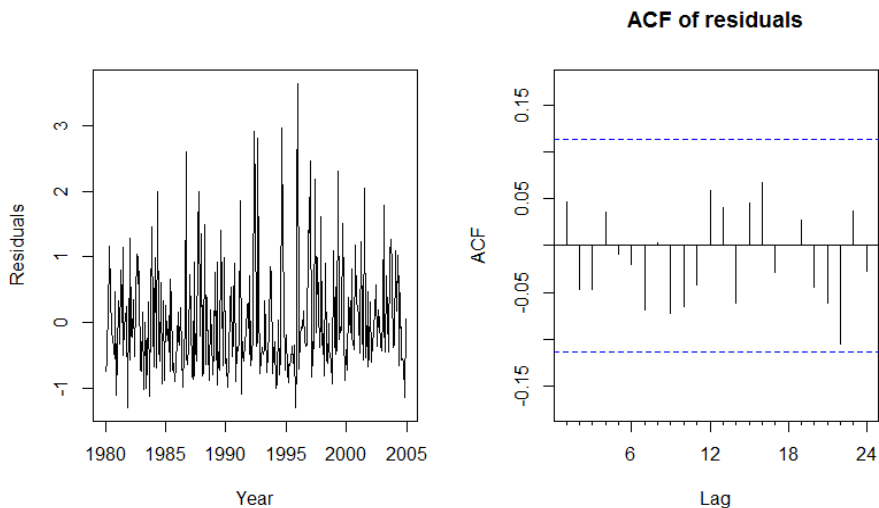 ACF of residuals
Residuals
3
2
1
0
-1
1980 1985 1990 1995 2000 2005
Year
ACF
0.15
0.05
-0.05
-0.15
6 12 18 24
Lag